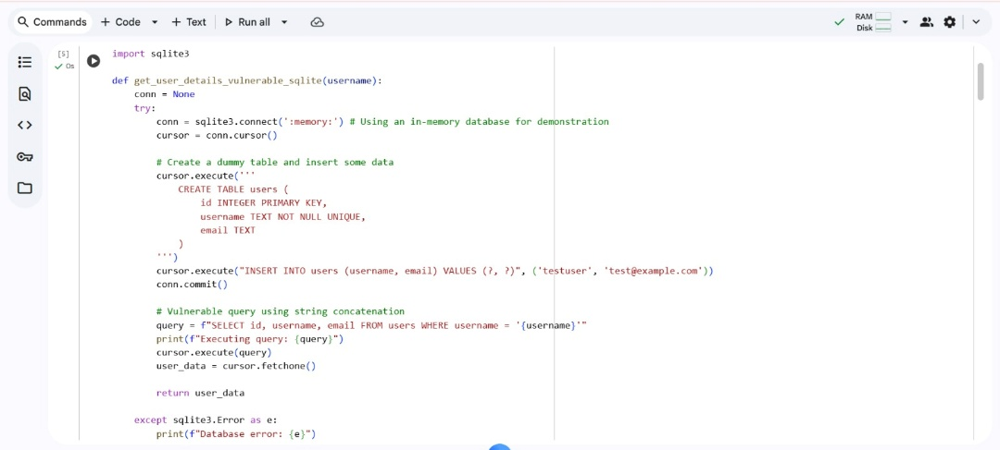 Commands + Code + Text Run all
RAM
Disk
[5]
0s
import sqlite3
def get_user_details_vulnerable_sqlite(username):
    conn = None
    try:
        conn = sqlite3.connect(':memory:') # Using an in-memory database for demonstration
        cursor = conn.cursor()
        # Create a dummy table and insert some data
        cursor.execute('''
            CREATE TABLE users (
                id INTEGER PRIMARY KEY,
                username TEXT NOT NULL UNIQUE,
                email TEXT
            )
        ''')
        cursor.execute("INSERT INTO users (username, email) VALUES (?, ?)", ('testuser', 'test@example.com'))
        conn.commit()
        # Vulnerable query using string concatenation
        query = f"SELECT id, username, email FROM users WHERE username = '{username}'"
        print(f"Executing query: {query}")
        cursor.execute(query)
        user_data = cursor.fetchone()
        return user_data
    except sqlite3.Error as e:
        print(f"Database error: {e}")